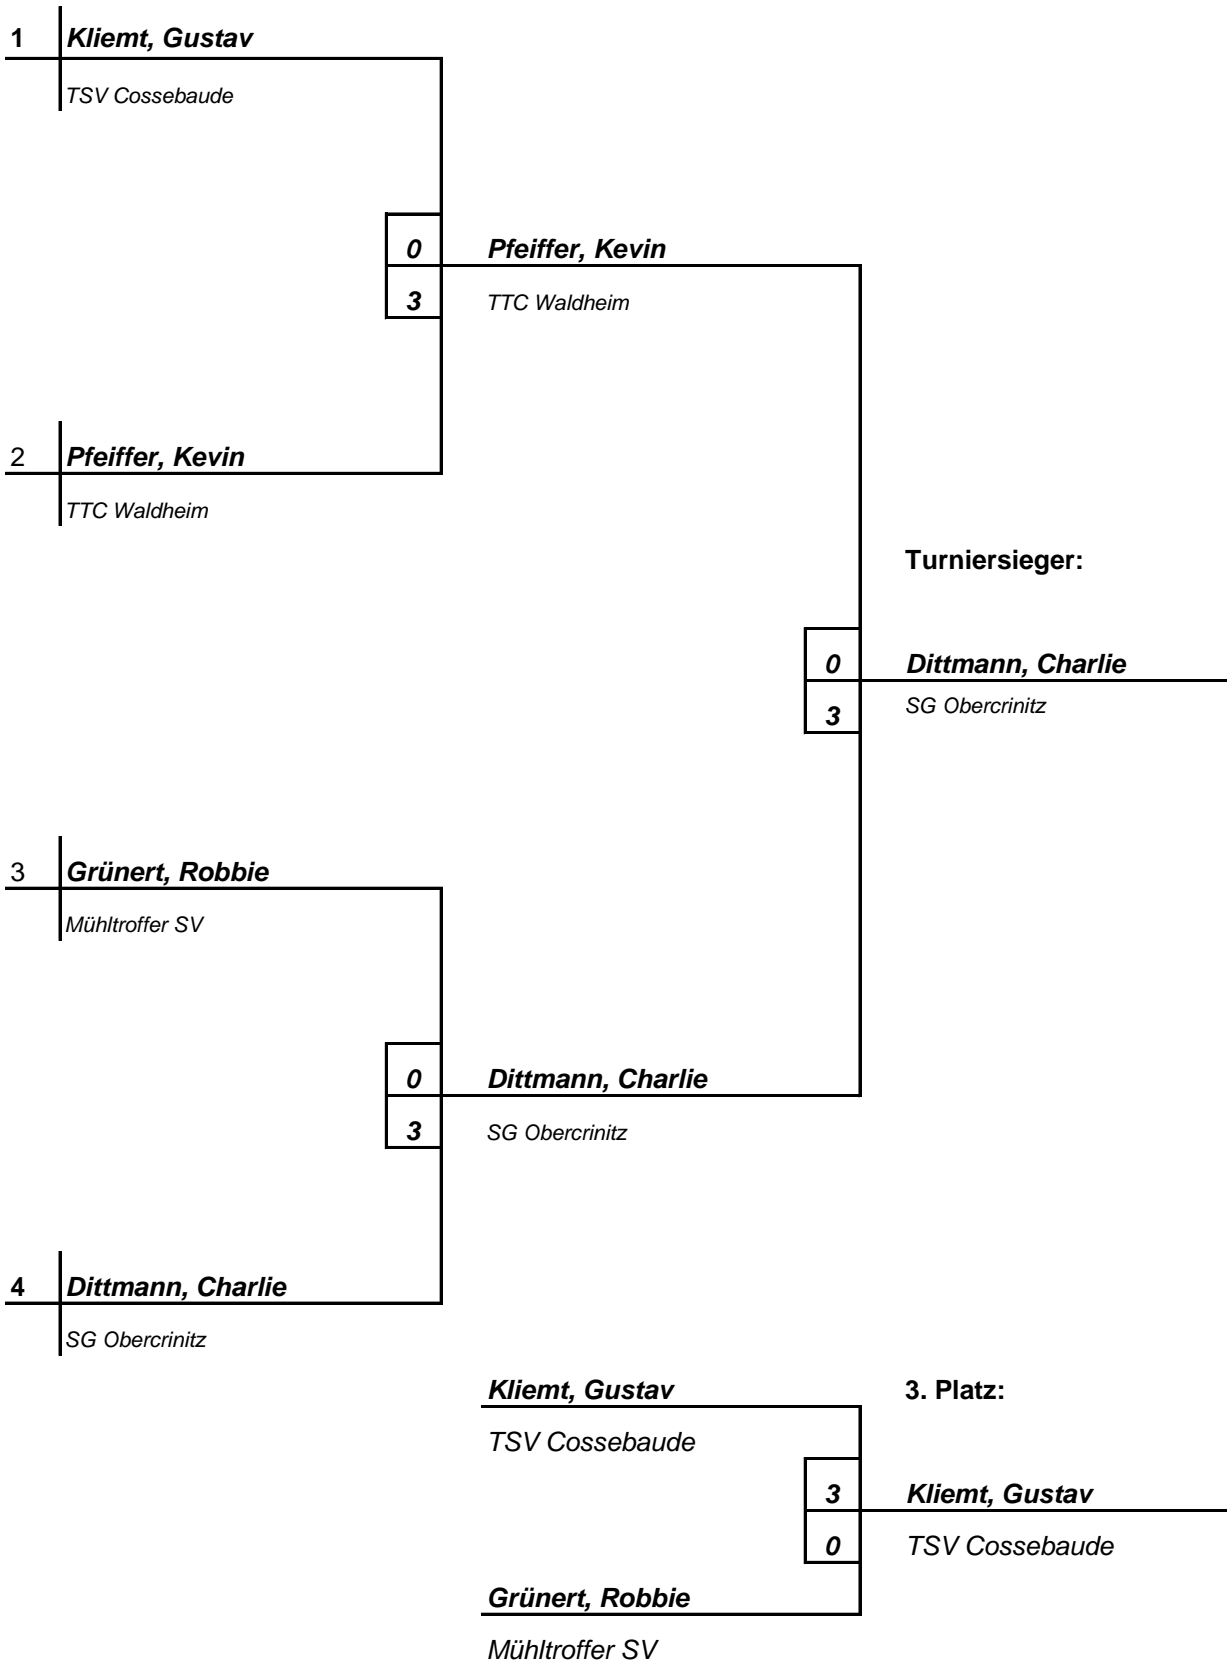 1 Kliemt, Gustav
TSV Cossebaude
0 Pfeiffer, Kevin
3 TTC Waldheim
2 Pfeiffer, Kevin
TTC Waldheim
Turniersieger:
0 Dittmann, Charlie
3 SG Obercrinitz
3 Grünert, Robbie
Mühltroffer SV
0 Dittmann, Charlie
3 SG Obercrinitz
4 Dittmann, Charlie
SG Obercrinitz
Kliemt, Gustav 3. Platz:
TSV Cossebaude
3 Kliemt, Gustav
0 TSV Cossebaude
Grünert, Robbie
Mühltroffer SV